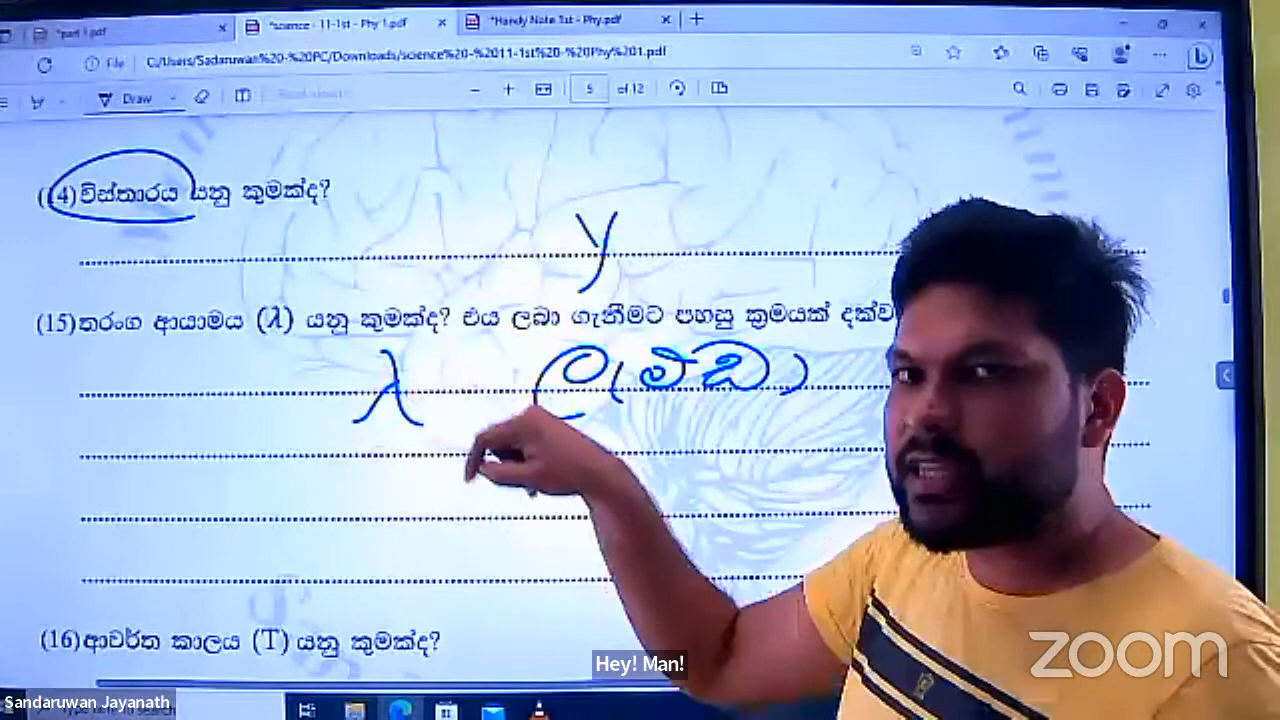 *part 1.pdf
*science - 11-1st - Phy 1.pdf
*Handy Note 1st - Phy.pdf
File
C:/Users/Sadaruwan%20-%20PC/Downloads/science%20-%2011-1st%20-%20Phy%201.pdf
Draw
5 of 12
(14) විස්තාරය යනු කුමක්ද?
y
(15) තරංග ආයාමය (λ) යනු කුමක්ද? එය ලබා ගැනීමට පහසු ක්‍රමයක් දක්ව
λ ලැම්ඩා
(16) ආවර්ත කාලය (T) යනු කුමක්ද?
Hey! Man!
zoom
Sandaruwan Jayanath